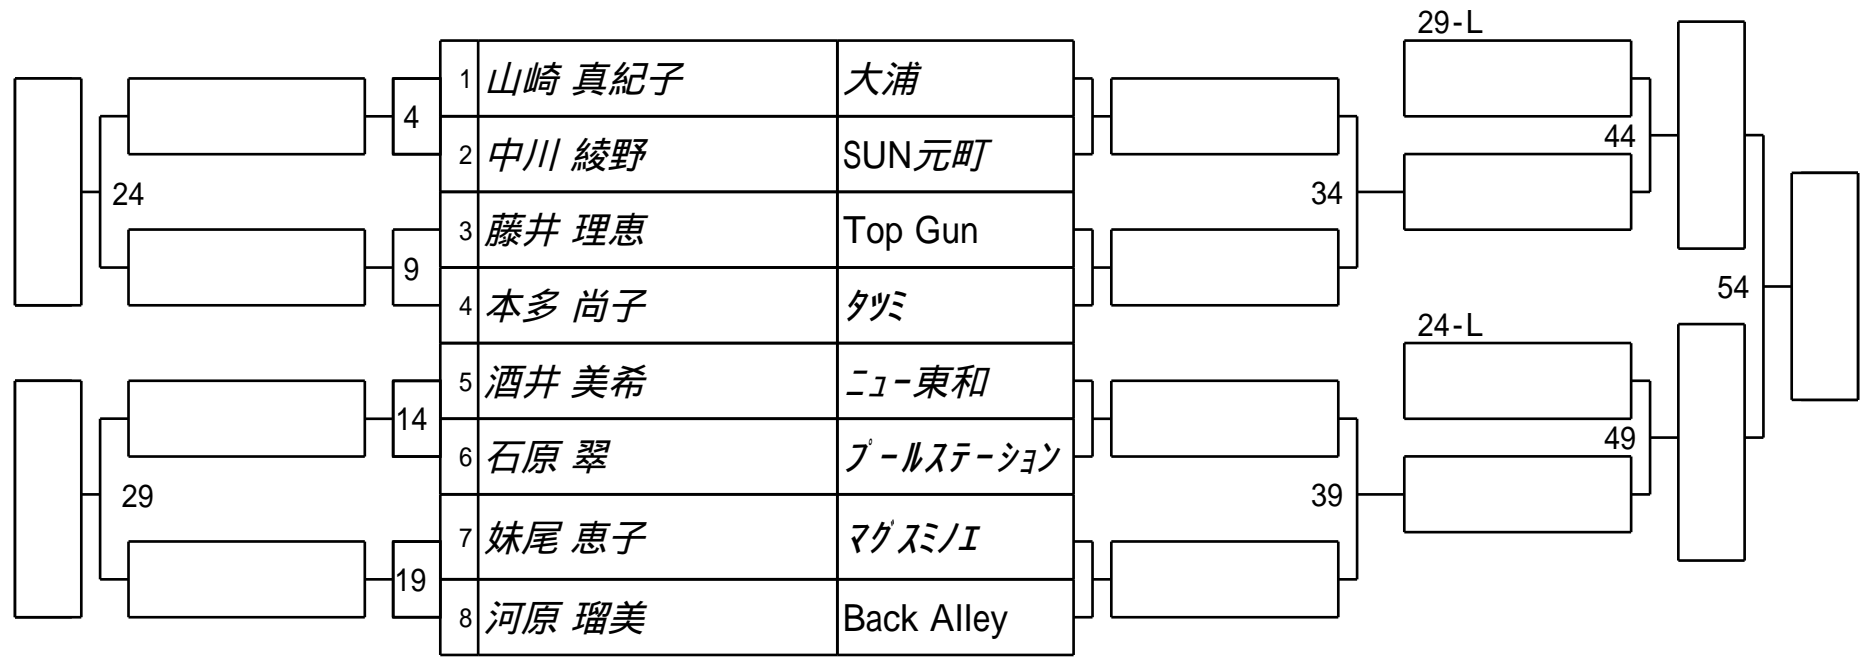 29-L
1 山崎 真紀子 大浦
4
44
2 中川 綾野 SUN元町
24
34
3 藤井 理恵 Top Gun
9
54
4 本多 尚子 ﾀﾂﾐ
24-L
5 酒井 美希 ﾆｭｰ東和
14
49
6 石原 翠 ﾌﾟｰﾙｽﾃｰｼｮﾝ
29
39
7 妹尾 恵子 ﾏｸﾞｽﾐﾉｴ
19
8 河原 瑠美 Back Alley